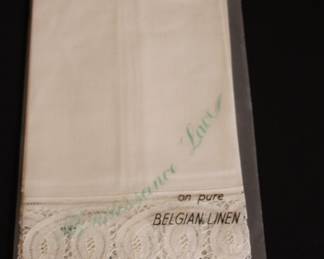 Renaissance Lace
on pure
BELGIAN LINEN